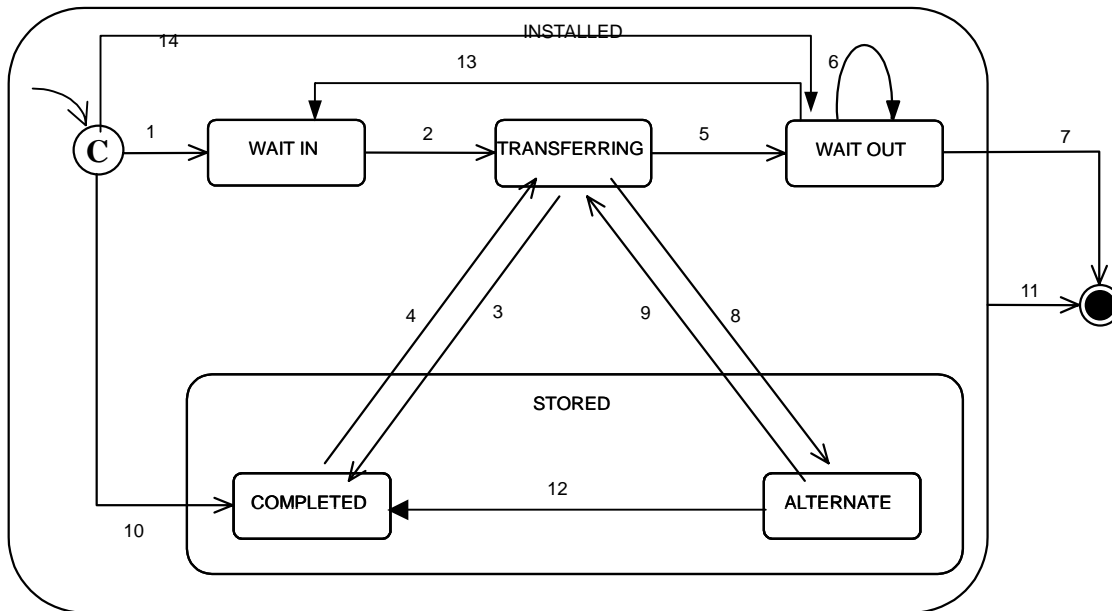 INSTALLED
14
13
6
1
2
5
7
C
WAIT IN
TRANSFERRING
WAIT OUT
11
4
3
9
8
STORED
12
COMPLETED
ALTERNATE
10